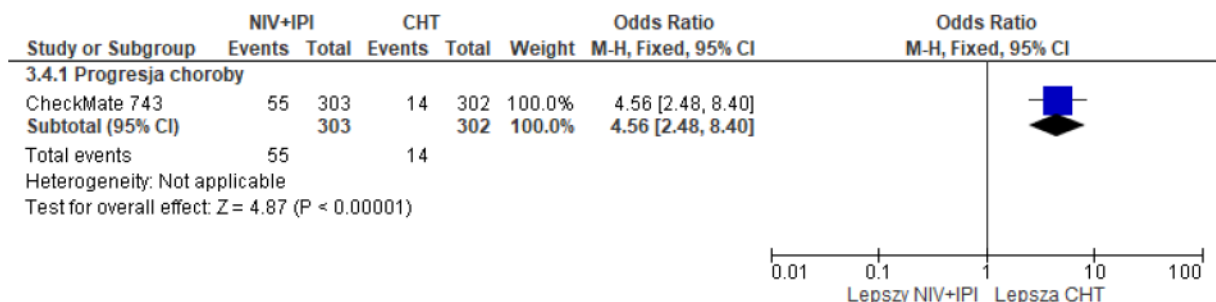 NIV+IPI CHT Odds Ratio Odds Ratio
Study or Subgroup Events Total Events Total Weight M-H, Fixed, 95% CI M-H, Fixed, 95% CI
3.4.1 Progresja choroby
CheckMate 743 55 303 14 302 100.0% 4.56 [2.48, 8.40]
Subtotal (95% CI) 303 302 100.0% 4.56 [2.48, 8.40]
Total events 55 14
Heterogeneity: Not applicable
Test for overall effect: Z = 4.87 (P < 0.00001)
0.01 0.1 1 10 100
Lepszy NIV+IPI Lepsza CHT